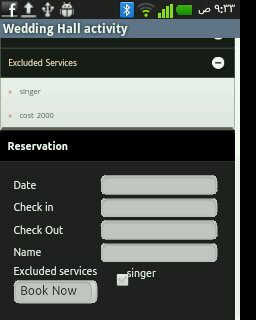 ٩:٣٣ ص
Wedding Hall activity
Excluded Services
» singer
» cost 2000
Reservation
Date
Check in
Check Out
Name
Excluded services singer
Book Now